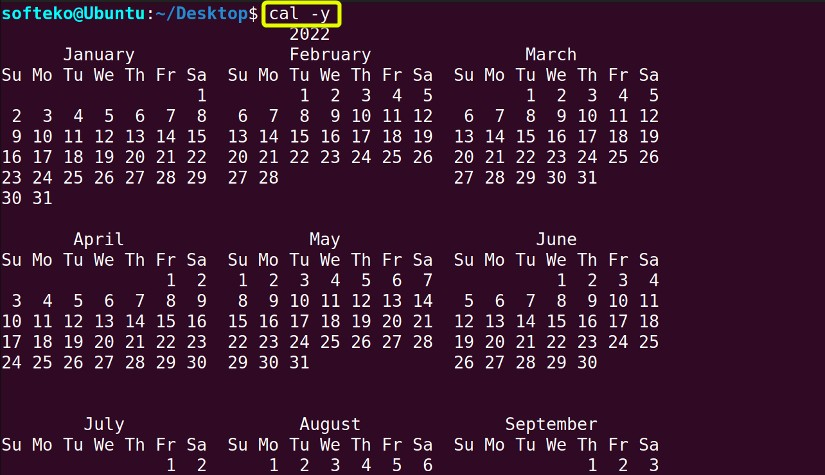 softeko@Ubuntu:~/Desktop$ cal -y
                            2022
      January               February               March
Su Mo Tu We Th Fr Sa  Su Mo Tu We Th Fr Sa  Su Mo Tu We Th Fr Sa
                   1         1  2  3  4  5         1  2  3  4  5
 2  3  4  5  6  7  8   6  7  8  9 10 11 12   6  7  8  9 10 11 12
 9 10 11 12 13 14 15  13 14 15 16 17 18 19  13 14 15 16 17 18 19
16 17 18 19 20 21 22  20 21 22 23 24 25 26  20 21 22 23 24 25 26
23 24 25 26 27 28 29  27 28                 27 28 29 30 31
30 31
       April                  May                   June
Su Mo Tu We Th Fr Sa  Su Mo Tu We Th Fr Sa  Su Mo Tu We Th Fr Sa
                1  2   1  2  3  4  5  6  7            1  2  3  4
 3  4  5  6  7  8  9   8  9 10 11 12 13 14   5  6  7  8  9 10 11
10 11 12 13 14 15 16  15 16 17 18 19 20 21  12 13 14 15 16 17 18
17 18 19 20 21 22 23  22 23 24 25 26 27 28  19 20 21 22 23 24 25
24 25 26 27 28 29 30  29 30 31              26 27 28 29 30
        July                 August              September
Su Mo Tu We Th Fr Sa  Su Mo Tu We Th Fr Sa  Su Mo Tu We Th Fr Sa
                1  2      1  2  3  4  5  6               1  2  3